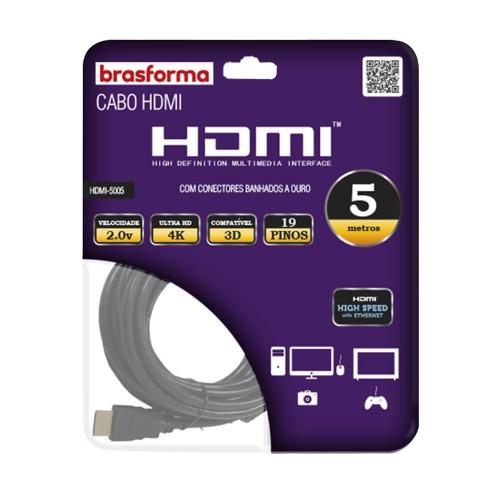 brasforma
CABO HDMI
HDMI™
HIGH DEFINITION MULTIMEDIA INTERFACE
HDMI-5005
COM CONECTORES BANHADOS A OURO
VELOCIDADE
2.0v
ULTRA HD
4K
COMPATÍVEL
3D
19
PINOS
5
metros
HDMI
HIGH SPEED
with ETHERNET